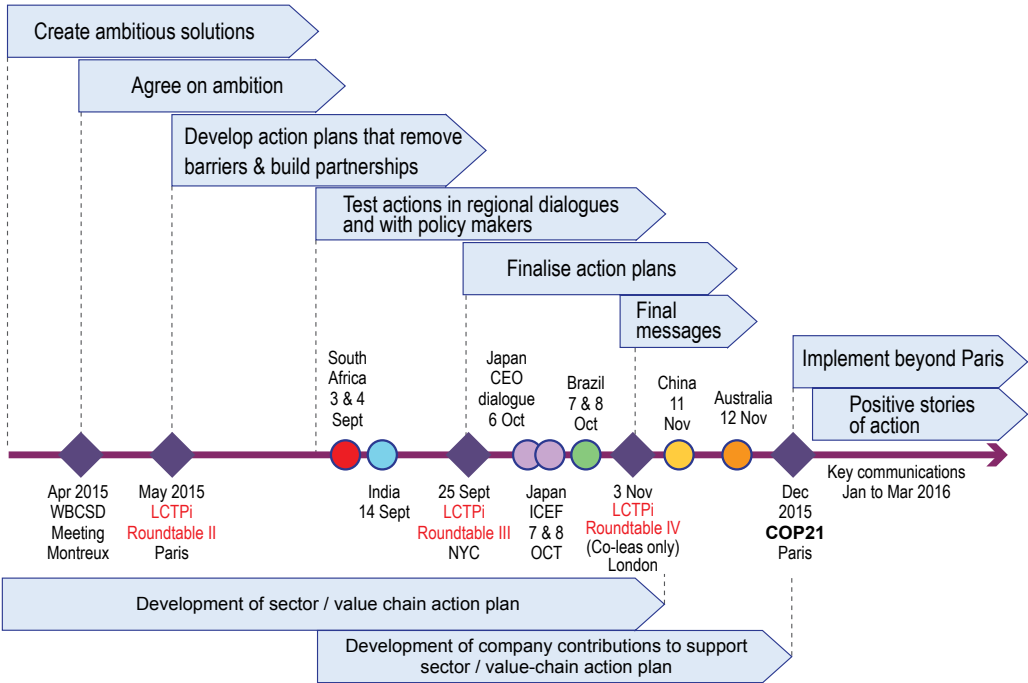 Create ambitious solutions
Agree on ambition
Develop action plans that remove
barriers & build partnerships
Test actions in regional dialogues
and with policy makers
Finalise action plans
Final
messages
Implement beyond Paris
Positive stories
of action
South
Africa
3 & 4
Sept
Japan
CEO
dialogue
6 Oct
Brazil
7 & 8
Oct
China
11
Nov
Australia
12 Nov
Apr 2015
WBCSD
Meeting
Montreux
May 2015
LCTPi
Roundtable II
Paris
India
14 Sept
25 Sept
LCTPi
Roundtable III
NYC
Japan
ICEF
7 & 8
OCT
3 Nov
LCTPi
Roundtable IV
(Co-leas only)
London
Dec
2015
COP21
Paris
Key communications
Jan to Mar 2016
Development of sector / value chain action plan
Development of company contributions to support
sector / value-chain action plan